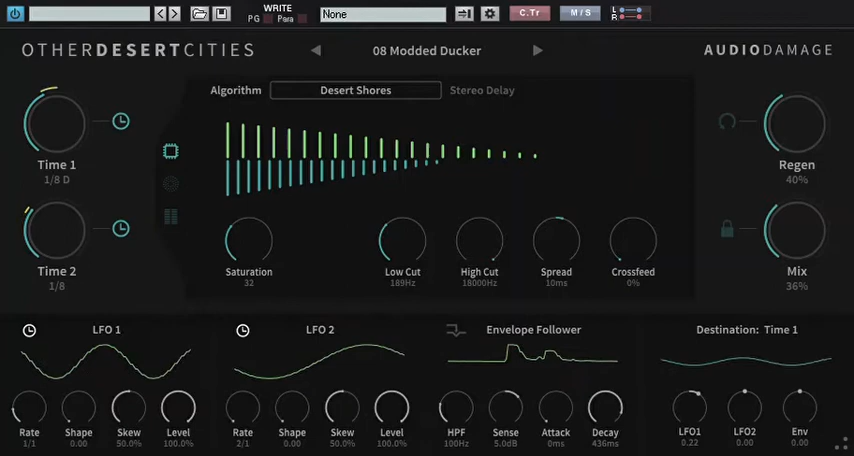 WRITE
PG Para
None
C.Tr
M/S
L
R
OTHERDESERTCITIES
08 Modded Ducker
AUDIODAMAGE
Algorithm Desert Shores Stereo Delay
Time 1
1/8 D
Time 2
1/8
Saturation
32
Low Cut
189Hz
High Cut
18000Hz
Spread
10ms
Crossfeed
0%
Regen
40%
Mix
36%
LFO 1
Rate
1/1
Shape
0.00
Skew
50.0%
Level
100.0%
LFO 2
Rate
2/1
Shape
0.00
Skew
50.0%
Level
100.0%
Envelope Follower
HPF
100Hz
Sense
5.0dB
Attack
0ms
Decay
436ms
Destination: Time 1
LFO1
0.22
LFO2
0.00
Env
0.00